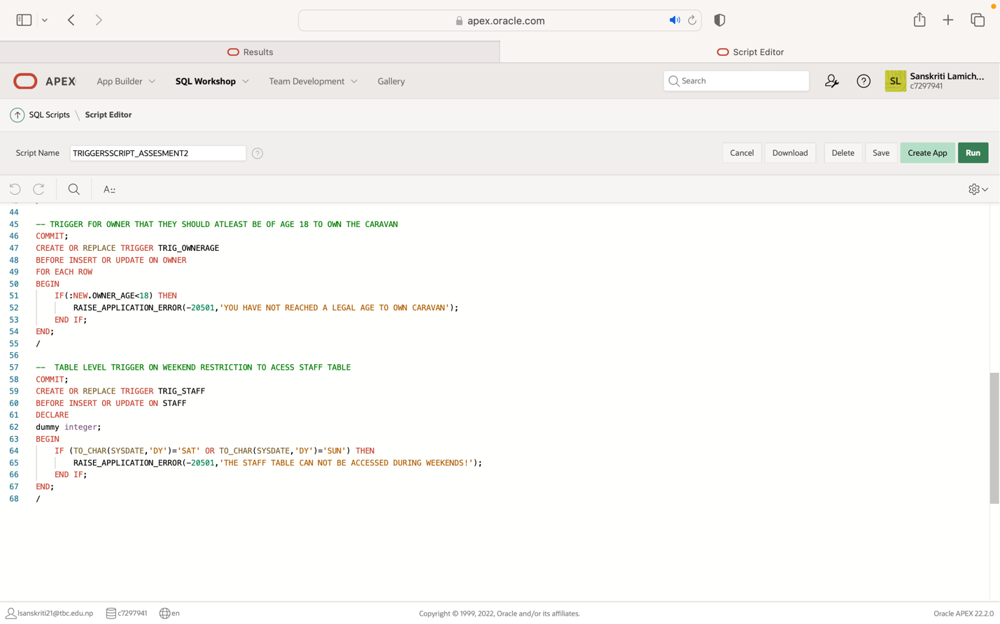 apex.oracle.com
Results
Script Editor
APEX
App Builder
SQL Workshop
Team Development
Gallery
Search
?
SL
Sanskriti Lamich...
c7297941
SQL Scripts \ Script Editor
Script Name
TRIGGERSSCRIPT_ASSESMENT2
?
Cancel
Download
Delete
Save
Create App
Run
A::
44
45 -- TRIGGER FOR OWNER THAT THEY SHOULD ATLEAST BE OF AGE 18 TO OWN THE CARAVAN
46 COMMIT;
47 CREATE OR REPLACE TRIGGER TRIG_OWNERAGE
48 BEFORE INSERT OR UPDATE ON OWNER
49 FOR EACH ROW
50 BEGIN
51 IF(:NEW.OWNER_AGE<18) THEN
52 RAISE_APPLICATION_ERROR(-20501,'YOU HAVE NOT REACHED A LEGAL AGE TO OWN CARAVAN');
53 END IF;
54 END;
55 /
56
57 --  TABLE LEVEL TRIGGER ON WEEKEND RESTRICTION TO ACESS STAFF TABLE
58 COMMIT;
59 CREATE OR REPLACE TRIGGER TRIG_STAFF
60 BEFORE INSERT OR UPDATE ON STAFF
61 DECLARE
62 dummy integer;
63 BEGIN
64 IF (TO_CHAR(SYSDATE,'DY')='SAT' OR TO_CHAR(SYSDATE,'DY')='SUN') THEN
65 RAISE_APPLICATION_ERROR(-20501,'THE STAFF TABLE CAN NOT BE ACCESSED DURING WEEKENDS!');
66 END IF;
67 END;
68 /
lsanskriti21@tbc.edu.np
c7297941
en
Copyright © 1999, 2022, Oracle and/or its affiliates.
Oracle APEX 22.2.0